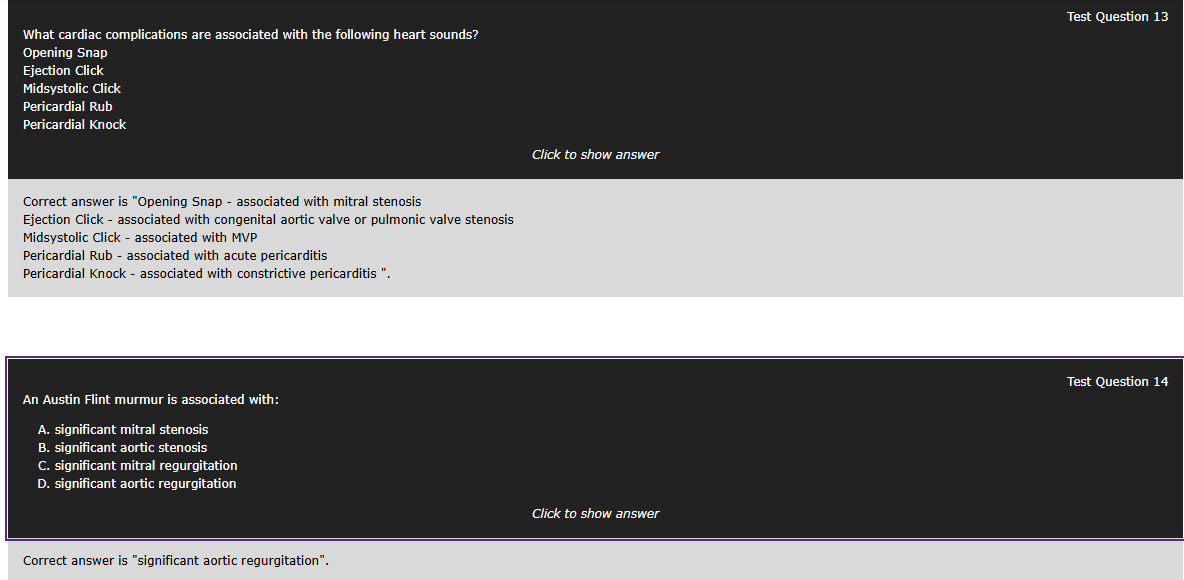 Test Question 13
What cardiac complications are associated with the following heart sounds?
Opening Snap
Ejection Click
Midsystolic Click
Pericardial Rub
Pericardial Knock
Click to show answer
Correct answer is "Opening Snap - associated with mitral stenosis
Ejection Click - associated with congenital aortic valve or pulmonic valve stenosis
Midsystolic Click - associated with MVP
Pericardial Rub - associated with acute pericarditis
Pericardial Knock - associated with constrictive pericarditis ".
Test Question 14
An Austin Flint murmur is associated with:
A. significant mitral stenosis
B. significant aortic stenosis
C. significant mitral regurgitation
D. significant aortic regurgitation
Click to show answer
Correct answer is "significant aortic regurgitation".